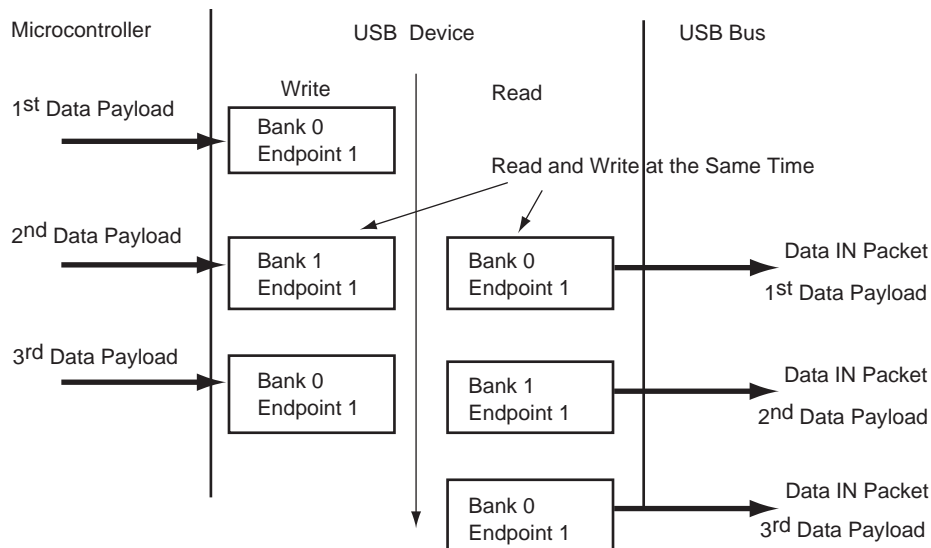 Microcontroller
USB Device
USB Bus
Write
Read
1st Data Payload
Bank 0
Endpoint 1
Read and Write at the Same Time
2nd Data Payload
Bank 1
Endpoint 1
Bank 0
Endpoint 1
Data IN Packet
1st Data Payload
3rd Data Payload
Bank 0
Endpoint 1
Bank 1
Endpoint 1
Data IN Packet
2nd Data Payload
Bank 0
Endpoint 1
Data IN Packet
3rd Data Payload